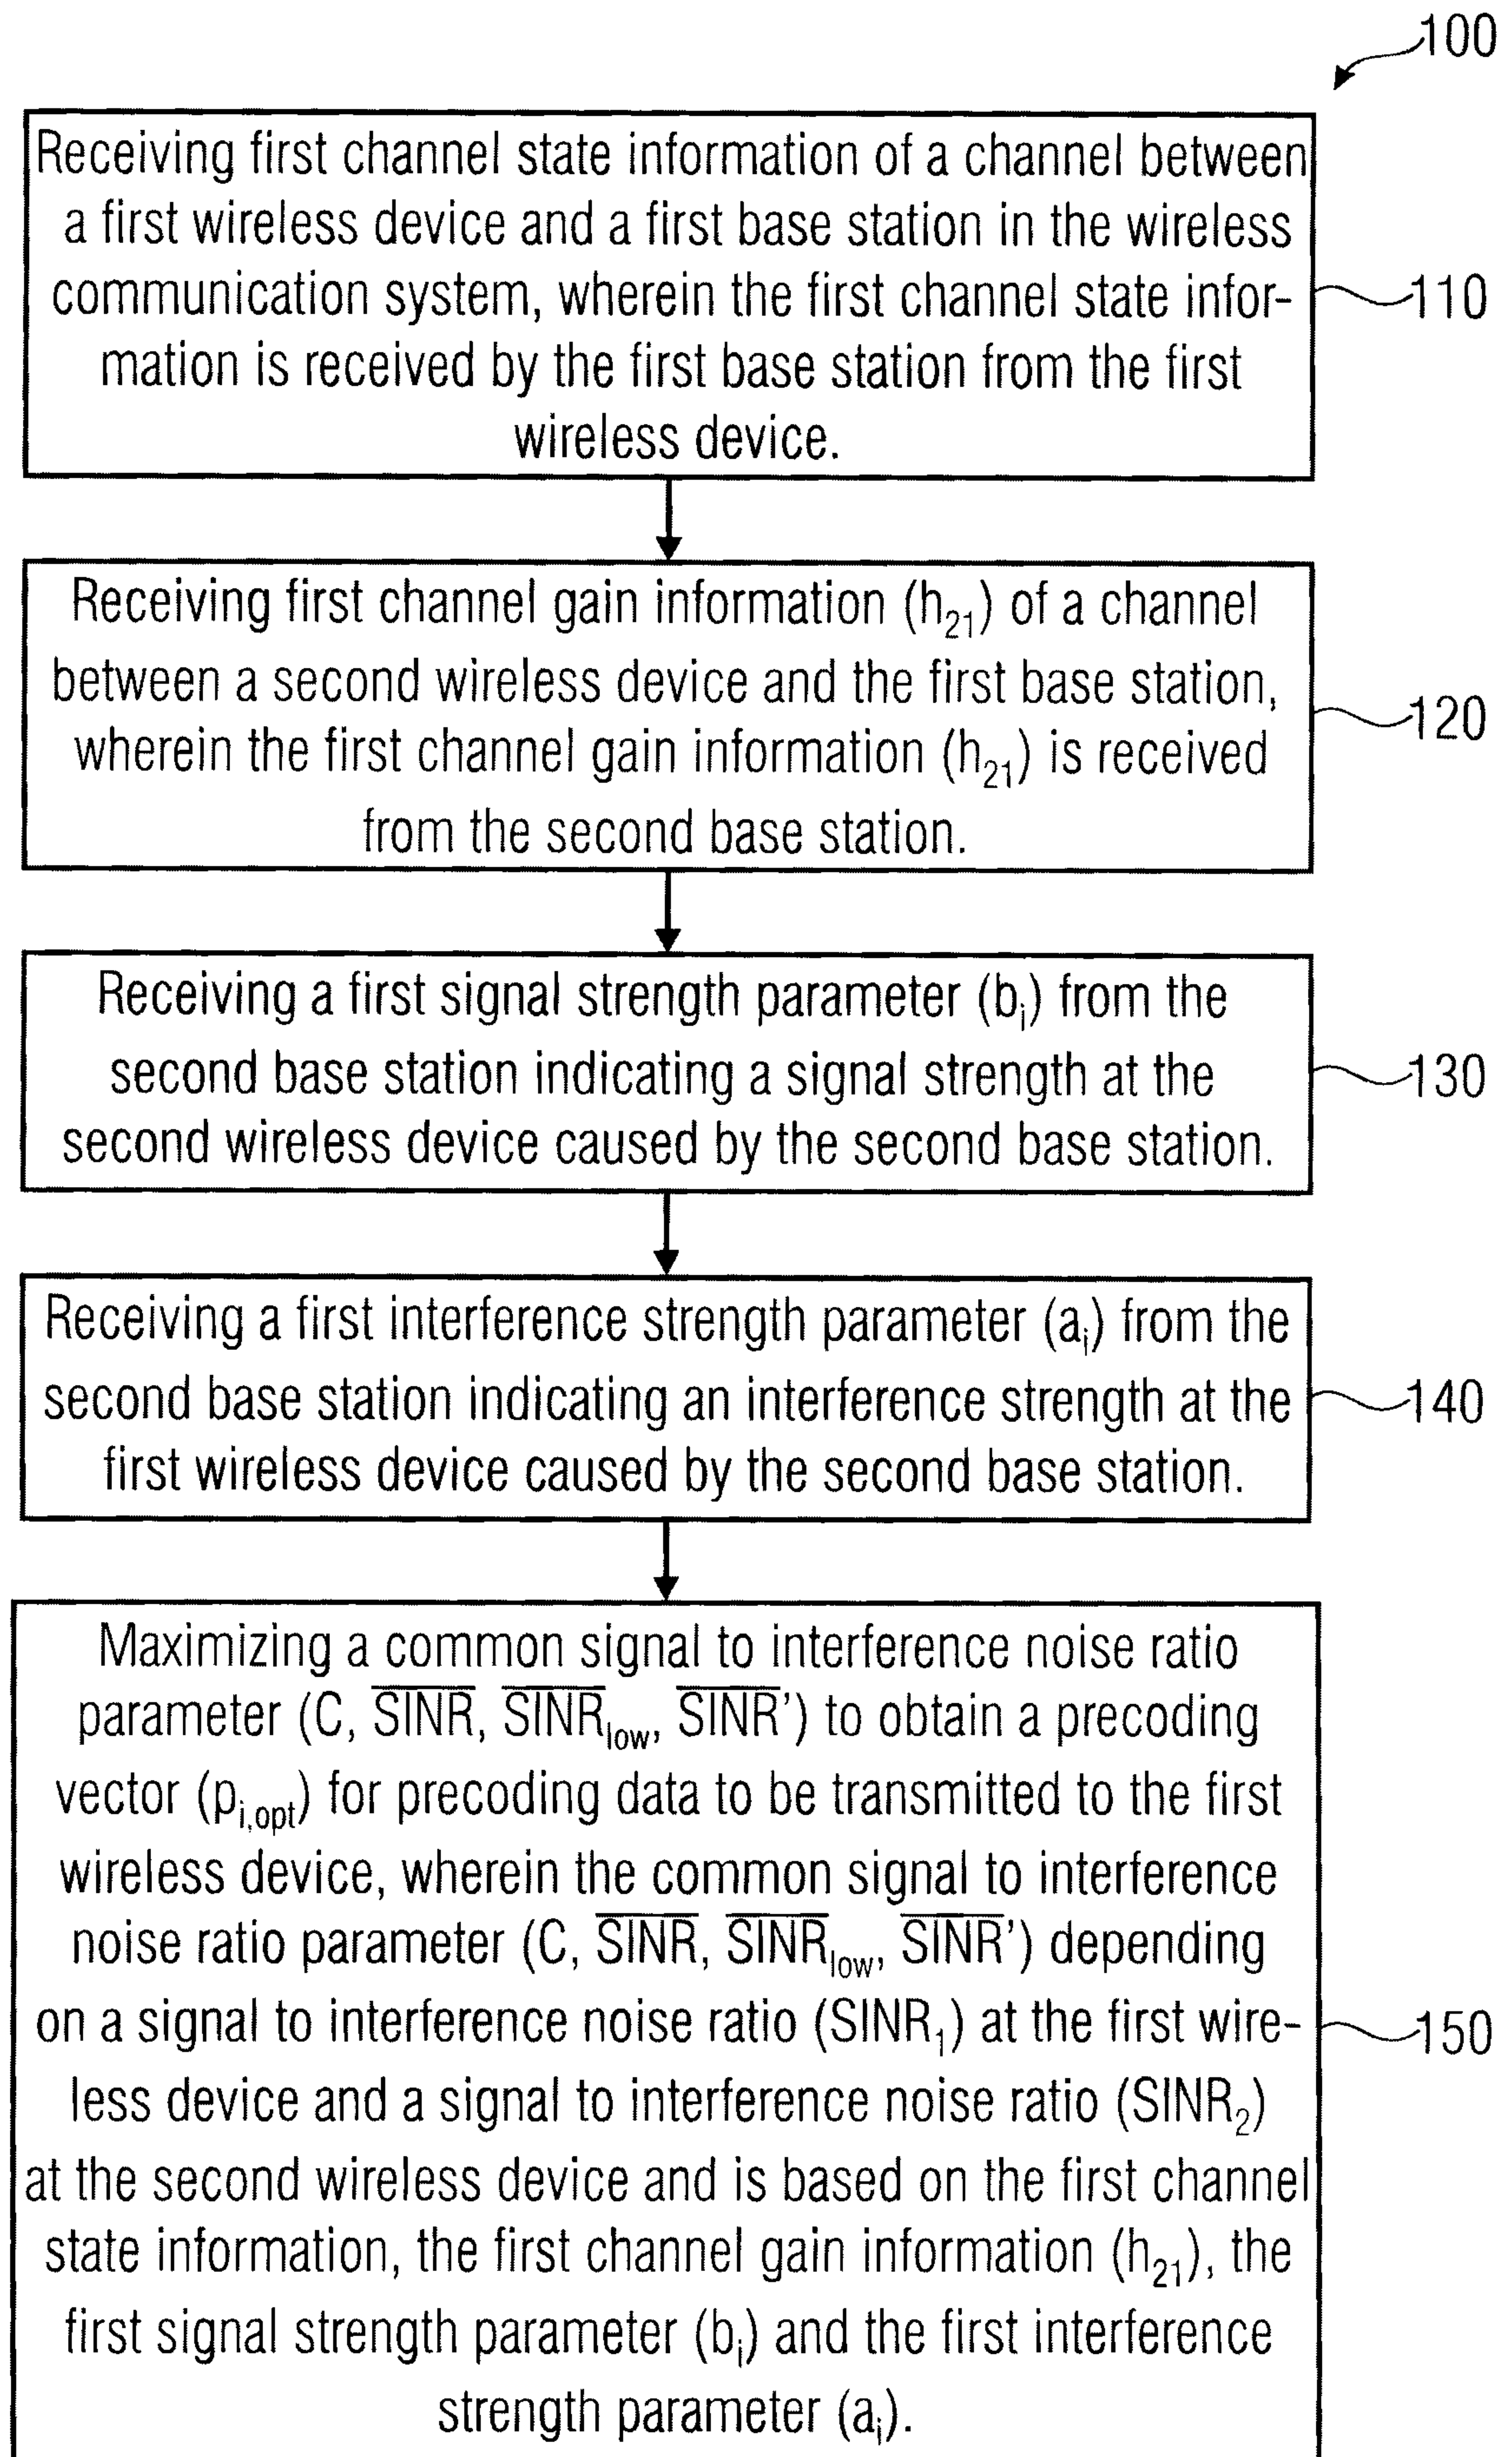 100
Receiving first channel state information of a channel between
a first wireless device and a first base station in the wireless
communication system, wherein the first channel state infor-
mation is received by the first base station from the first
wireless device.
110
Receiving first channel gain information (h₂₁) of a channel
between a second wireless device and the first base station,
wherein the first channel gain information (h₂₁) is received
from the second base station.
120
Receiving a first signal strength parameter (bᵢ) from the
second base station indicating a signal strength at the
second wireless device caused by the second base station.
130
Receiving a first interference strength parameter (aᵢ) from the
second base station indicating an interference strength at the
first wireless device caused by the second base station.
140
Maximizing a common signal to interference noise ratio
parameter (C, S̅I̅N̅R̅, S̅I̅N̅R̅_low, S̅I̅N̅R̅') to obtain a precoding
vector (p_i,opt) for precoding data to be transmitted to the first
wireless device, wherein the common signal to interference
noise ratio parameter (C, S̅I̅N̅R̅, S̅I̅N̅R̅_low, S̅I̅N̅R̅') depending
on a signal to interference noise ratio (SINR₁) at the first wire-
less device and a signal to interference noise ratio (SINR₂)
at the second wireless device and is based on the first channel
state information, the first channel gain information (h₂₁), the
first signal strength parameter (bᵢ) and the first interference
strength parameter (aᵢ).
150